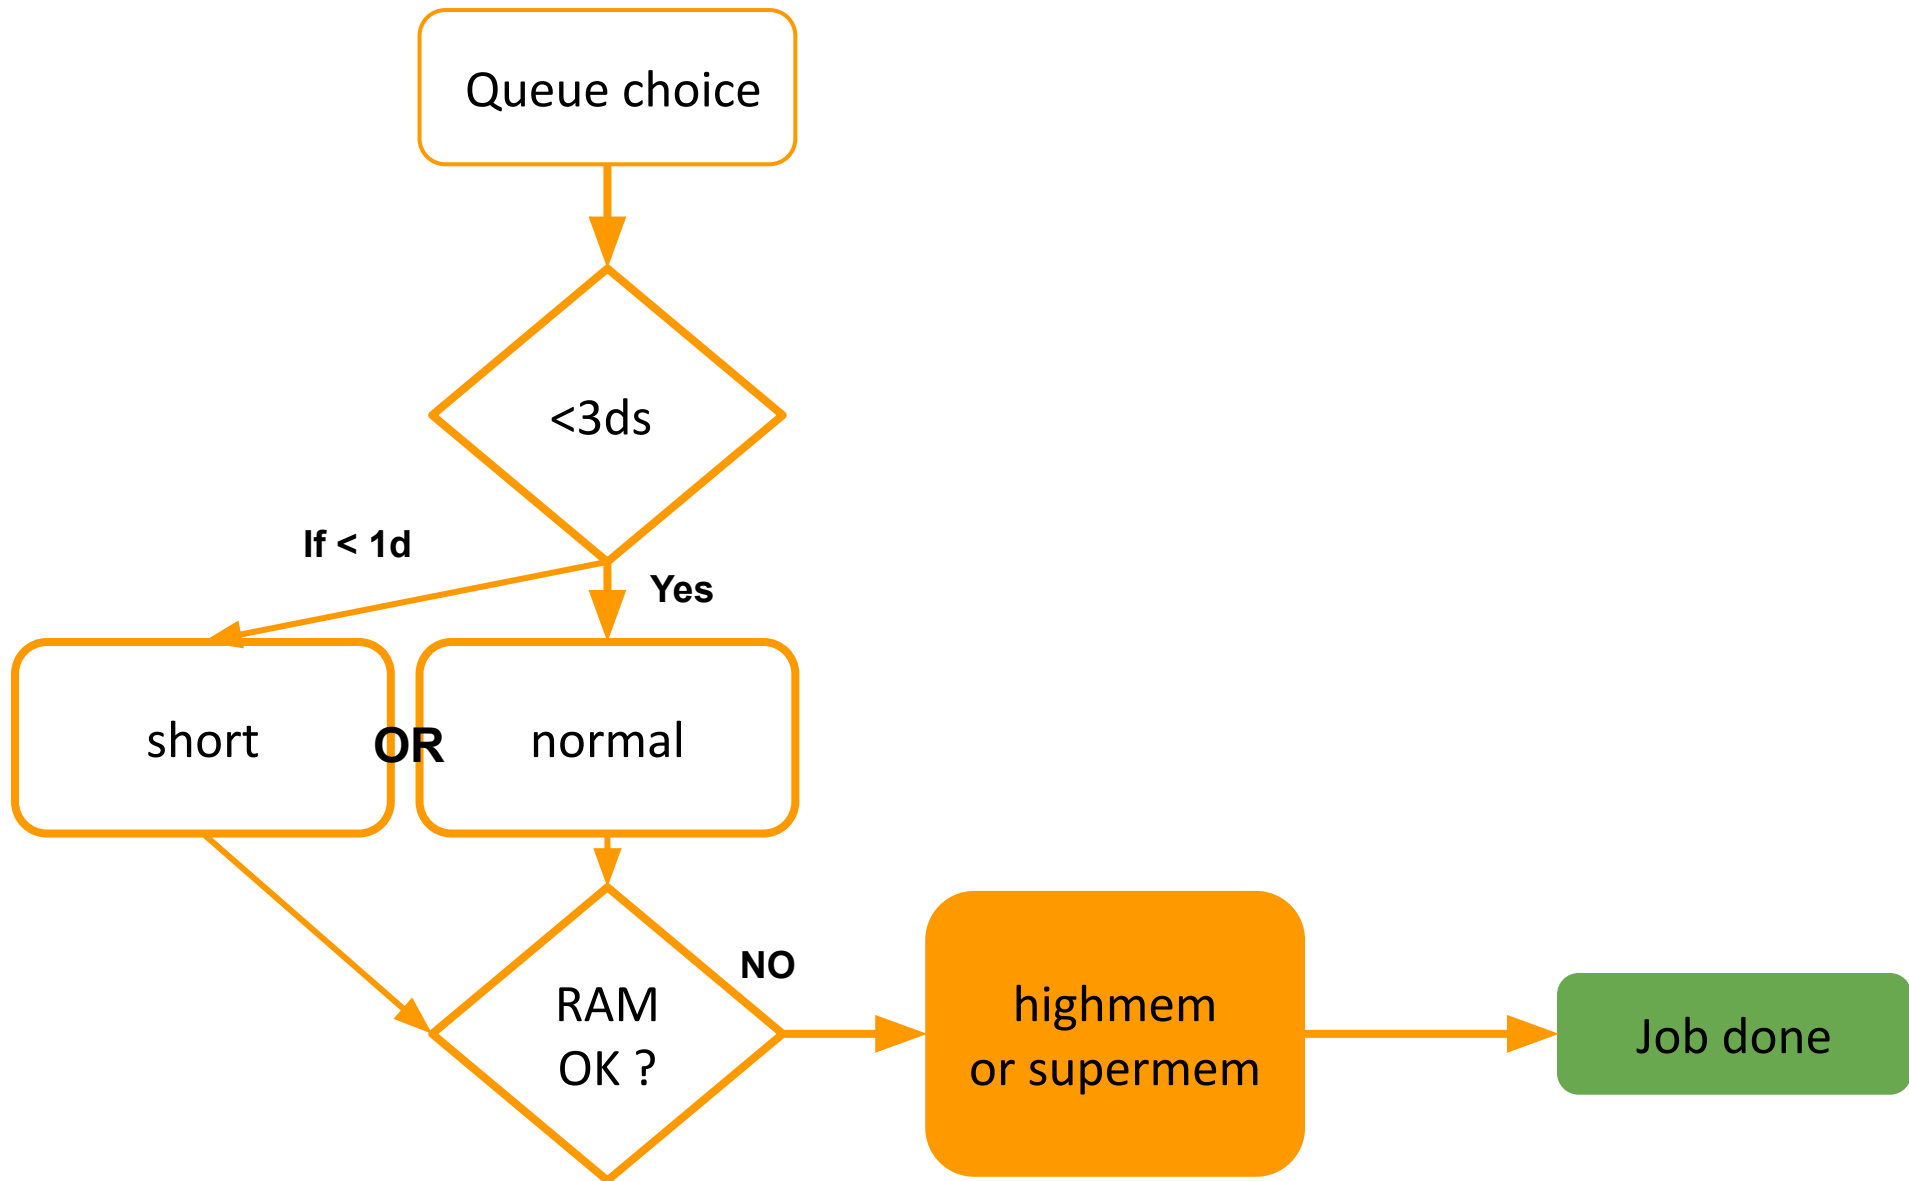 Queue choice
<3ds
If < 1d
Yes
short
OR
normal
RAM
OK ?
NO
highmem
or supermem
Job done